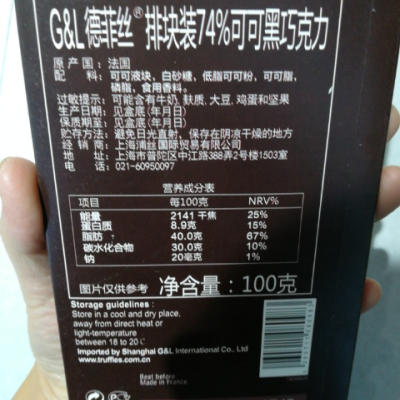 G&L 德菲丝® 排块装74%可可黑巧克力
原 产 国：法国
配 料：可可液块，白砂糖，低脂可可粉，可可脂，
磷脂，食用香料。
过敏提示：可能含有牛奶，麸质，大豆，鸡蛋和坚果
生产日期：见盒底(年月日)
保质期至：见盒底(年月日)
贮存方法：避免日光直射，保存在阴凉干燥的地方
经 销 商：上海浦丝国际贸易有限公司
地 址：上海市普陀区中江路388弄2号楼1503室
电 话：021-60950097
营养成分表
项目 每100克 NRV%
能量 2141 千焦 25%
蛋白质 8.9克 15%
脂肪 40.0克 67%
碳水化合物 30.0克 10%
钠 20毫克 1%
图片仅供参考 净含量：100克
Storage guidelines :
Store in a cool and dry place,
away from direct heat or
light-temperature
between 18 to 20
Imported by Shanghai G&L International Co., Ltd
www.truffles.com.cn
Best before
Made in France